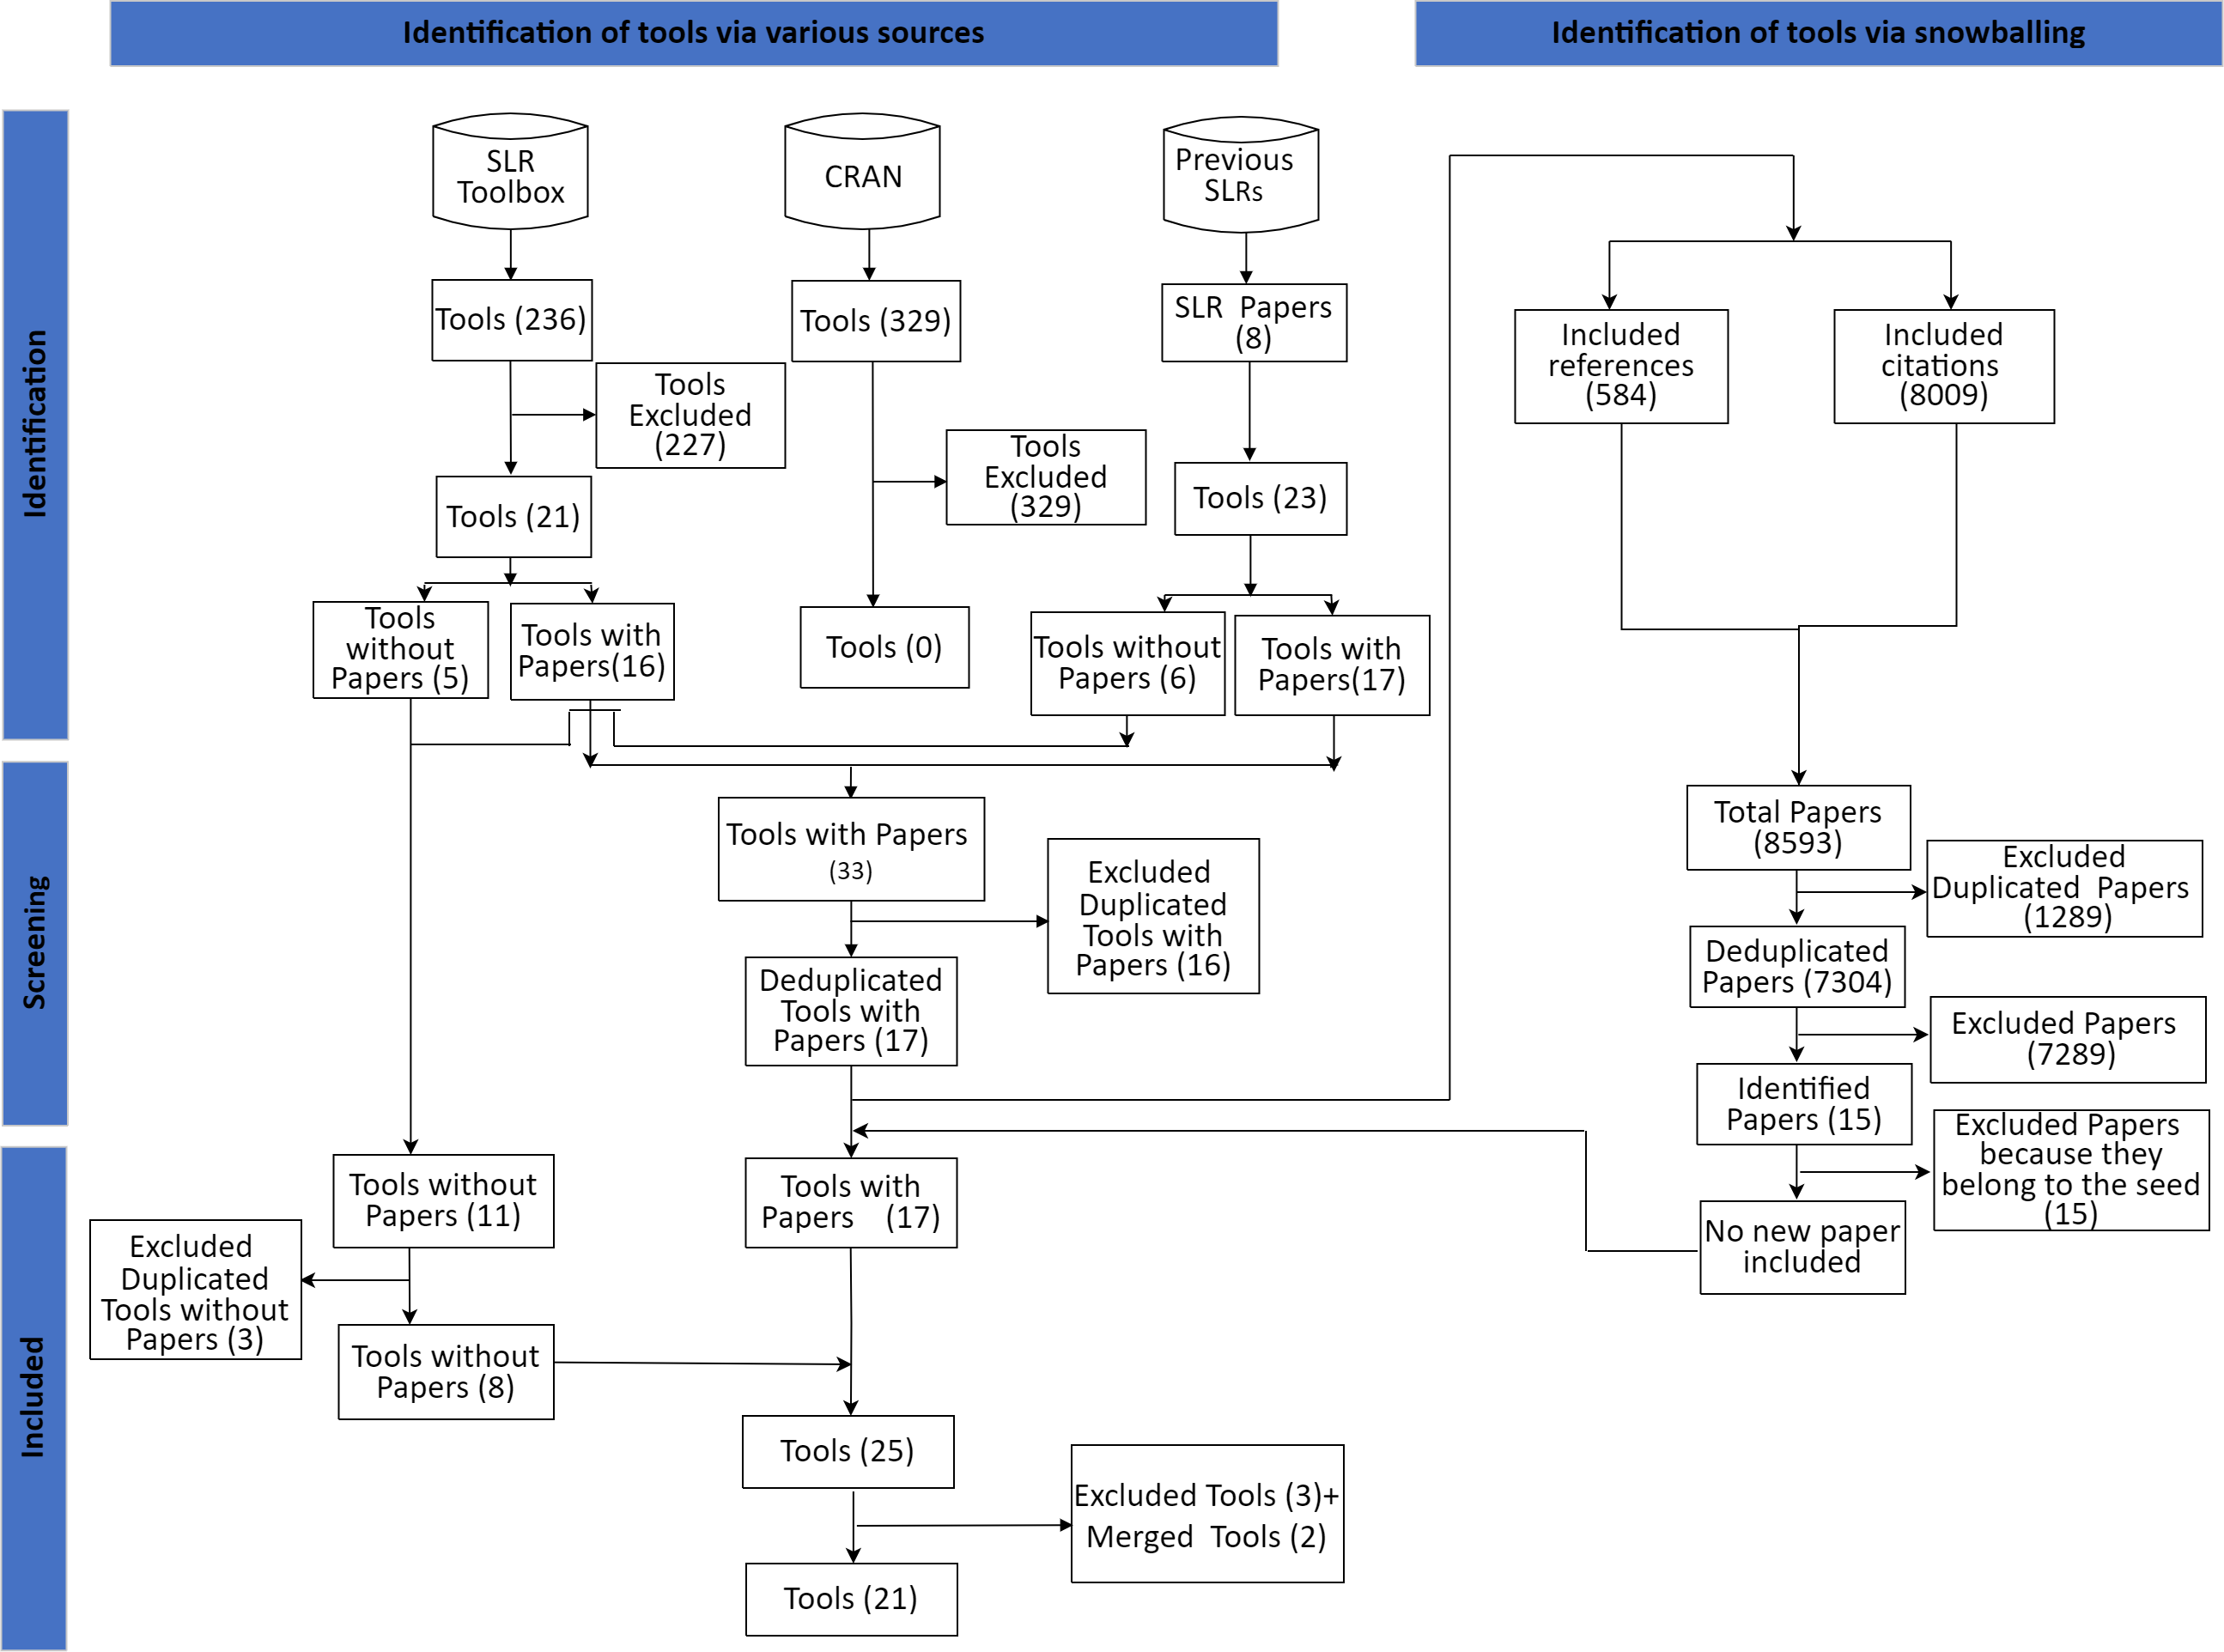 Identification of tools via various sources
Identification of tools via snowballing
Identification
Screening
Included
SLR
Toolbox
CRAN
Previous
SLRs
Tools (236)
Tools (329)
SLR  Papers
(8)
Tools
Excluded
(227)
Tools
Excluded
(329)
Tools (21)
Tools (23)
Tools
without
Papers (5)
Tools with
Papers(16)
Tools (0)
Tools without
Papers (6)
Tools with
Papers(17)
Tools with Papers
(33)
Excluded
Duplicated
Tools with
Papers (16)
Deduplicated
Tools with
Papers (17)
Tools without
Papers (11)
Tools with
Papers    (17)
Excluded
Duplicated
Tools without
Papers (3)
Tools without
Papers (8)
Tools (25)
Excluded Tools (3)+
Merged  Tools (2)
Tools (21)
Included
references
(584)
Included
citations
(8009)
Total Papers
(8593)
Excluded
Duplicated  Papers
(1289)
Deduplicated
Papers (7304)
Excluded Papers
(7289)
Identified
Papers (15)
Excluded Papers
because they
belong to the seed
(15)
No new paper
included